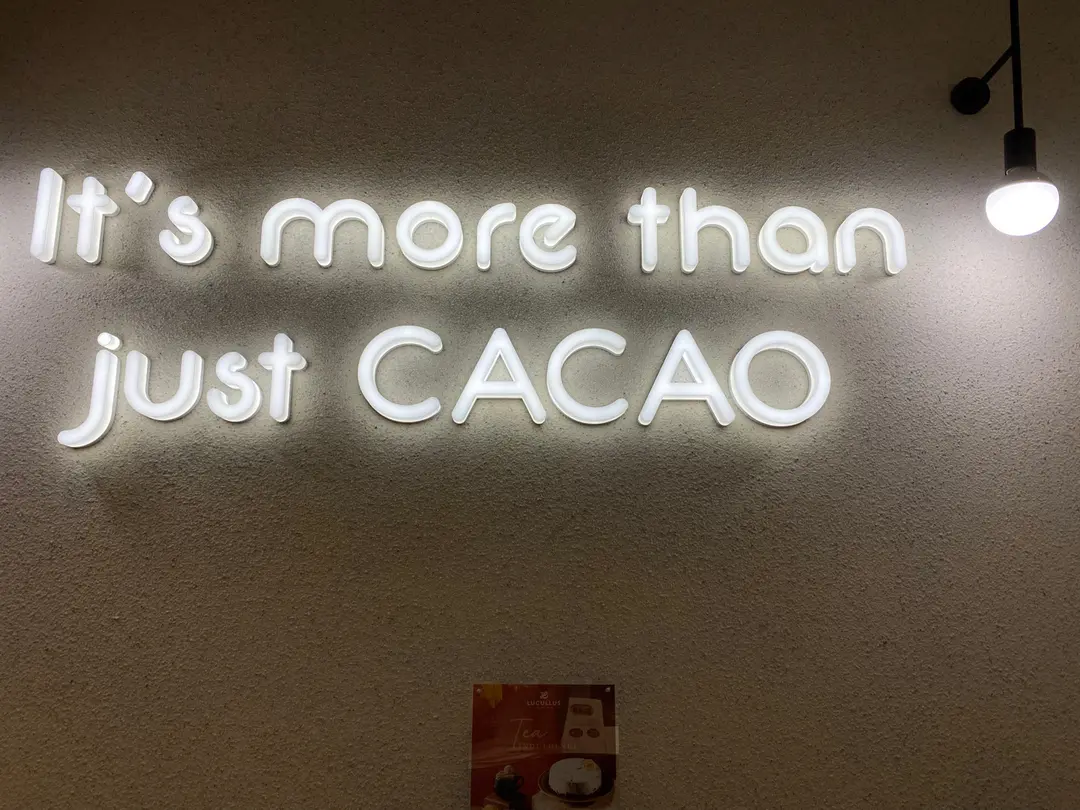 It's more than
just CACAO
LUCULLUS
Tea